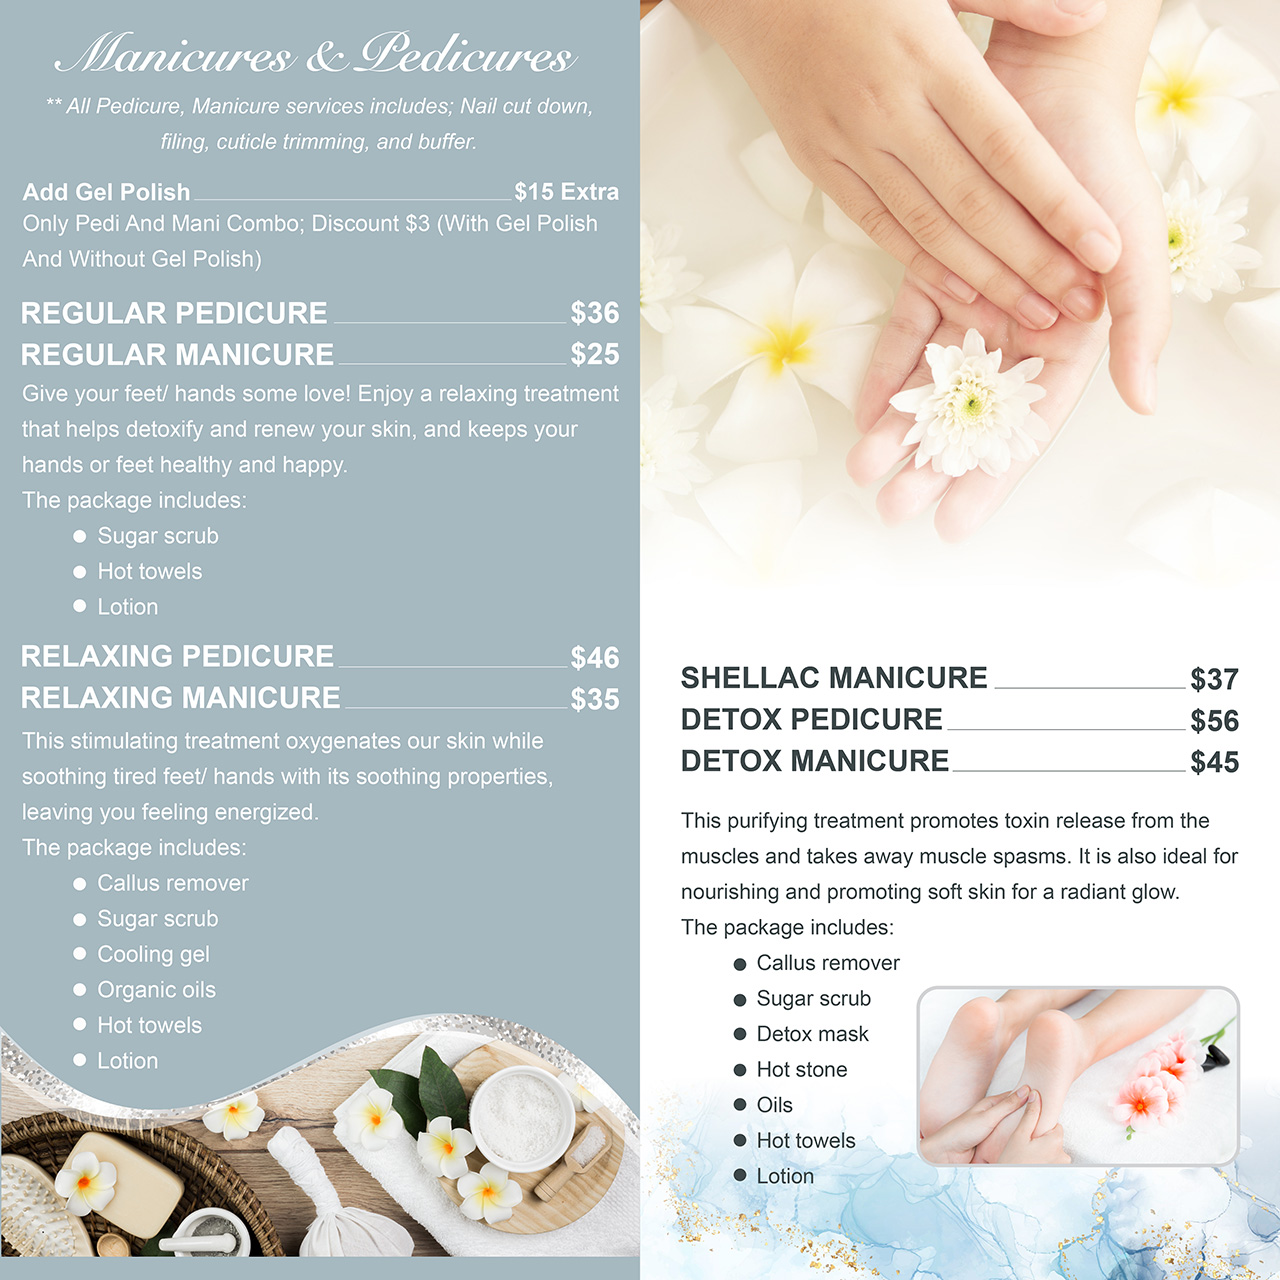 Manicures & Pedicures
** All Pedicure, Manicure services includes; Nail cut down,
filing, cuticle trimming, and buffer.
Add Gel Polish $15 Extra
Only Pedi And Mani Combo; Discount $3 (With Gel Polish
And Without Gel Polish)
REGULAR PEDICURE $36
REGULAR MANICURE $25
Give your feet/ hands some love! Enjoy a relaxing treatment
that helps detoxify and renew your skin, and keeps your
hands or feet healthy and happy.
The package includes:
● Sugar scrub
● Hot towels
● Lotion
RELAXING PEDICURE $46
RELAXING MANICURE $35
This stimulating treatment oxygenates our skin while
soothing tired feet/ hands with its soothing properties,
leaving you feeling energized.
The package includes:
● Callus remover
● Sugar scrub
● Cooling gel
● Organic oils
● Hot towels
● Lotion
SHELLAC MANICURE $37
DETOX PEDICURE $56
DETOX MANICURE $45
This purifying treatment promotes toxin release from the
muscles and takes away muscle spasms. It is also ideal for
nourishing and promoting soft skin for a radiant glow.
The package includes:
● Callus remover
● Sugar scrub
● Detox mask
● Hot stone
● Oils
● Hot towels
● Lotion